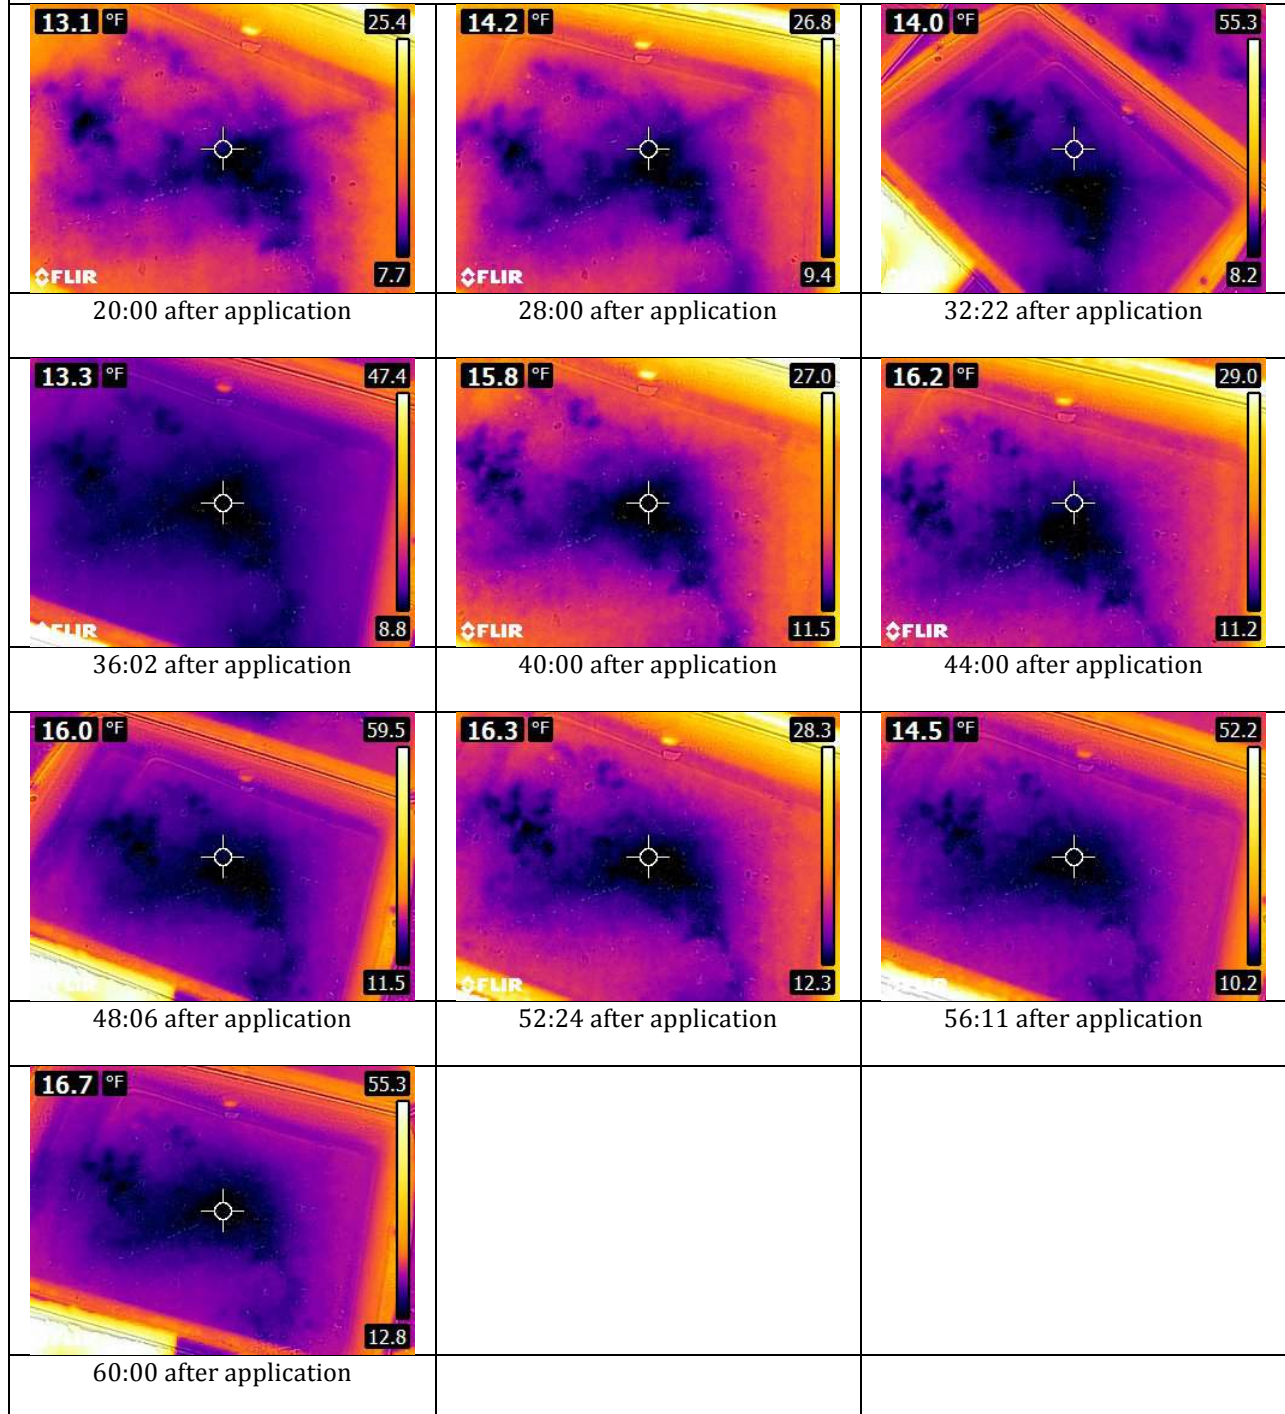 13.1 °F 25.4
14.2 °F 26.8
14.0 °F 55.3
FLIR 7.7
FLIR 9.4
FLIR 8.2
20:00 after application
28:00 after application
32:22 after application
13.3 °F 47.4
15.8 °F 27.0
16.2 °F 29.0
FLIR 8.8
FLIR 11.5
FLIR 11.2
36:02 after application
40:00 after application
44:00 after application
16.0 °F 59.5
16.3 °F 28.3
14.5 °F 52.2
FLIR 11.5
FLIR 12.3
FLIR 10.2
48:06 after application
52:24 after application
56:11 after application
16.7 °F 55.3
12.8
60:00 after application